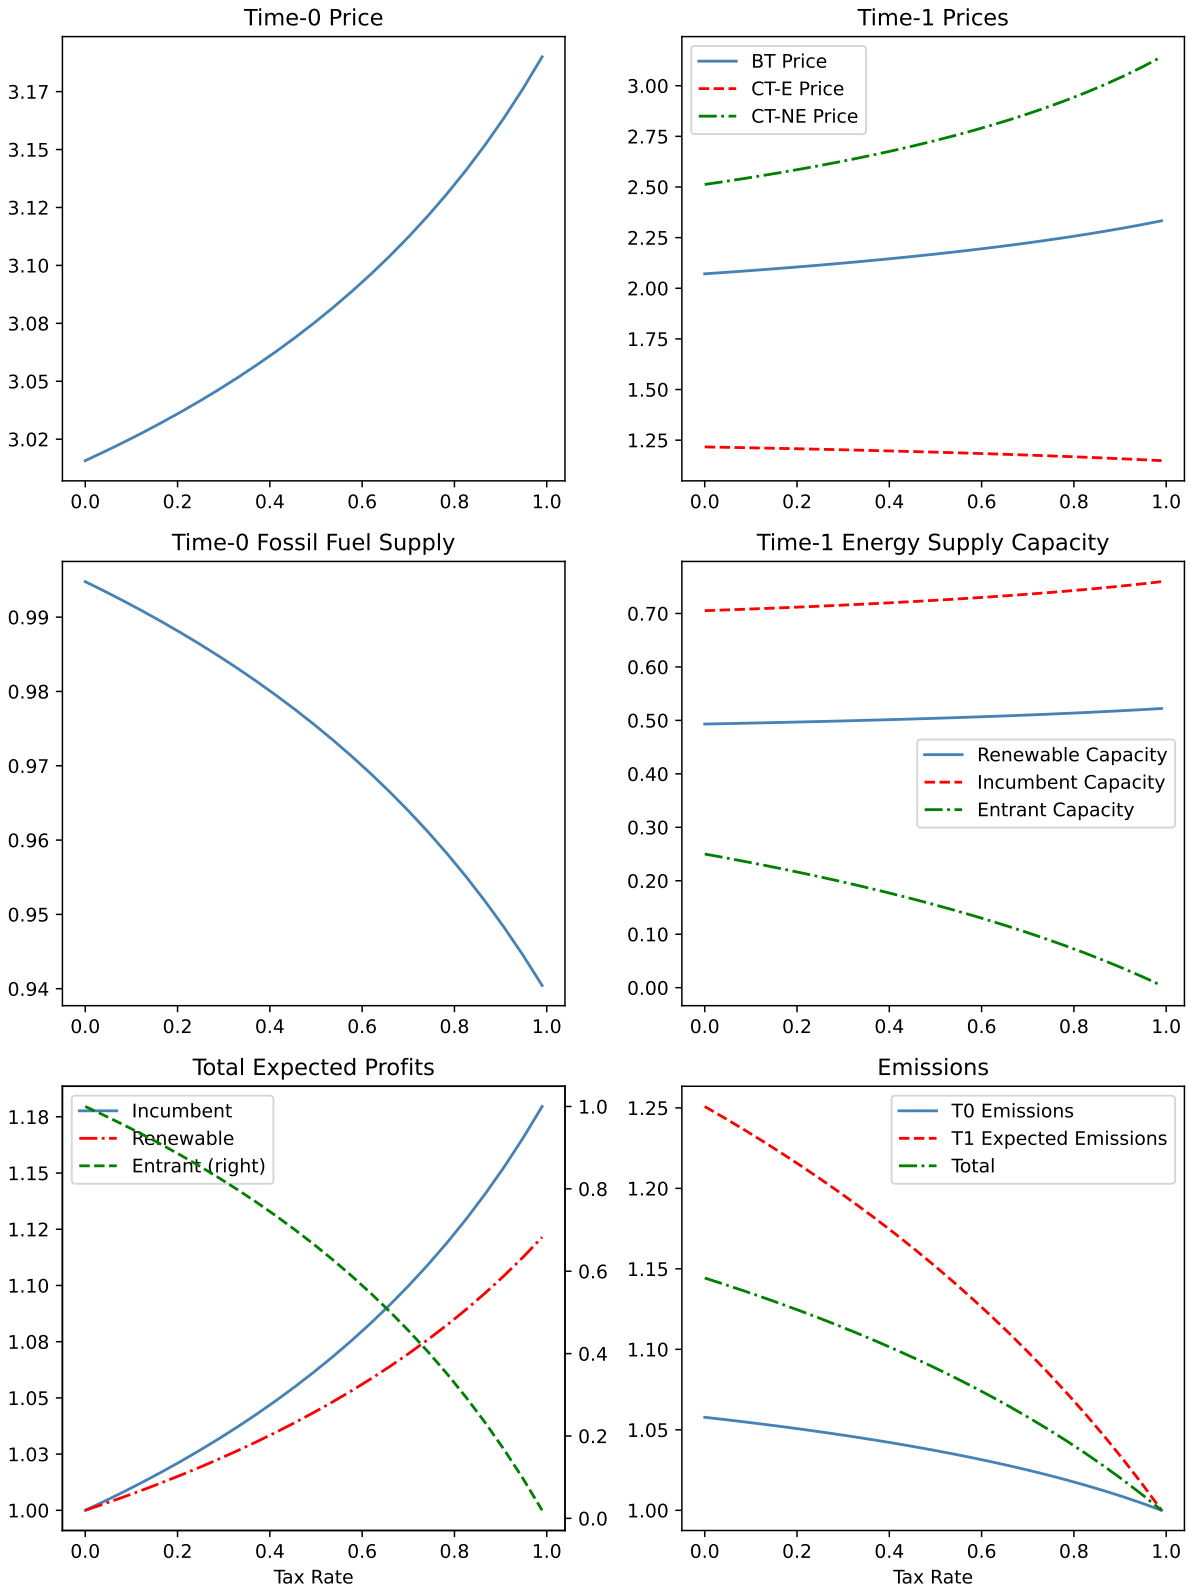 Time-0 Price
3.17
3.15
3.12
3.10
3.08
3.05
3.02
0.0 0.2 0.4 0.6 0.8 1.0
Time-1 Prices
BT Price
CT-E Price
CT-NE Price
3.00
2.75
2.50
2.25
2.00
1.75
1.50
1.25
0.0 0.2 0.4 0.6 0.8 1.0
Time-0 Fossil Fuel Supply
0.99
0.98
0.97
0.96
0.95
0.94
0.0 0.2 0.4 0.6 0.8 1.0
Time-1 Energy Supply Capacity
0.70
0.60
0.50
0.40
0.30
0.20
0.10
0.00
Renewable Capacity
Incumbent Capacity
Entrant Capacity
0.0 0.2 0.4 0.6 0.8 1.0
Total Expected Profits
Incumbent
Renewable
Entrant (right)
1.18
1.15
1.12
1.10
1.08
1.05
1.03
1.00
1.0
0.8
0.6
0.4
0.2
0.0
0.0 0.2 0.4 0.6 0.8 1.0
Tax Rate
Emissions
T0 Emissions
T1 Expected Emissions
Total
1.25
1.20
1.15
1.10
1.05
1.00
0.0 0.2 0.4 0.6 0.8 1.0
Tax Rate